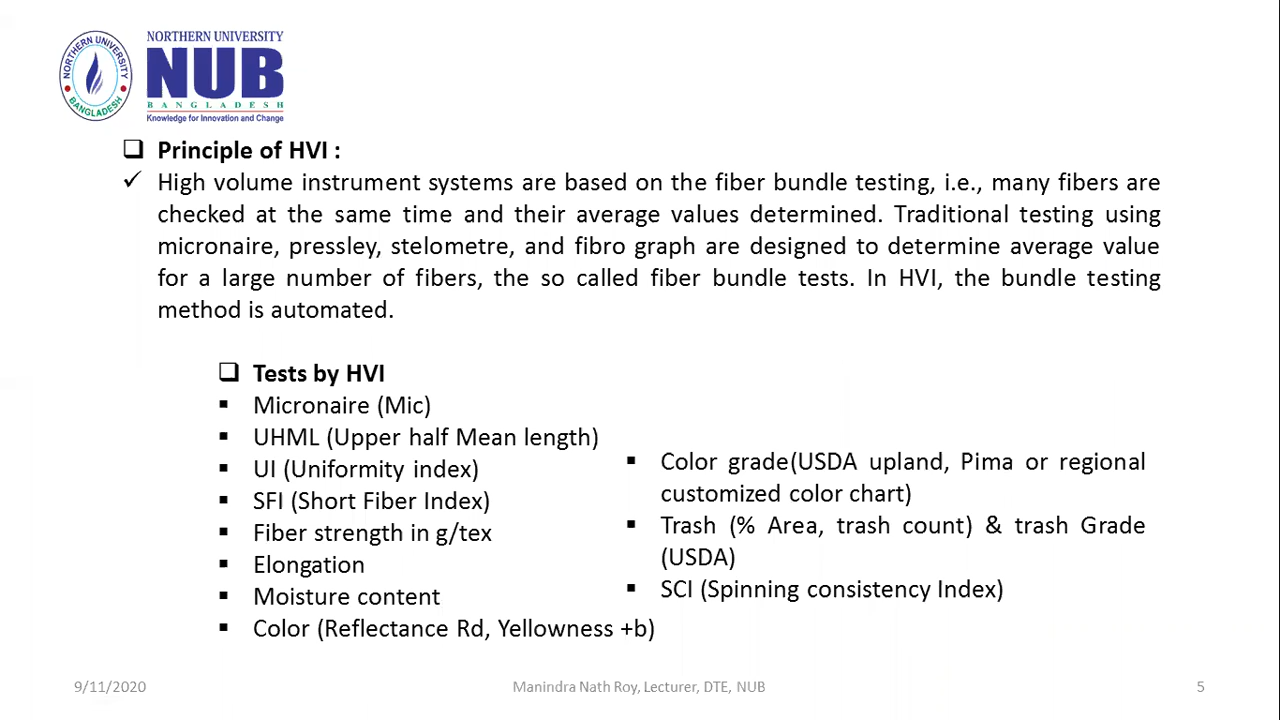 NORTHERN UNIVERSITY
NORTHERN UNIVERSITY
BANGLADESH
NUB
BANGLADESH
Knowledge for Innovation and Change
❑ Principle of HVI :
✓ High volume instrument systems are based on the fiber bundle testing, i.e., many fibers are
checked at the same time and their average values determined. Traditional testing using
micronaire, pressley, stelometre, and fibro graph are designed to determine average value
for a large number of fibers, the so called fiber bundle tests. In HVI, the bundle testing
method is automated.
❑ Tests by HVI
▪ Micronaire (Mic)
▪ UHML (Upper half Mean length)
▪ UI (Uniformity index)
▪ SFI (Short Fiber Index)
▪ Fiber strength in g/tex
▪ Elongation
▪ Moisture content
▪ Color (Reflectance Rd, Yellowness +b)
▪ Color grade(USDA upland, Pima or regional
customized color chart)
▪ Trash (% Area, trash count) & trash Grade
(USDA)
▪ SCI (Spinning consistency Index)
9/11/2020
Manindra Nath Roy, Lecturer, DTE, NUB
5